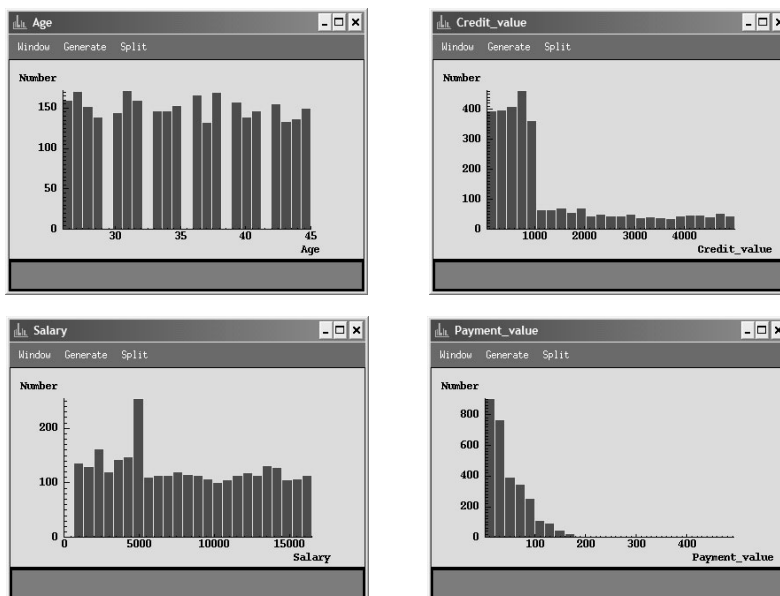 Age
Window Generate Split
Number
150
100
50
0
30 35 40 45
Age
Credit_value
Window Generate Split
Number
400
300
200
100
0
1000 2000 3000 4000
Credit_value
Salary
Window Generate Split
Number
200
100
0
0 5000 10000 15000
Salary
Payment_value
Window Generate Split
Number
800
600
400
200
0
100 200 300 400
Payment_value